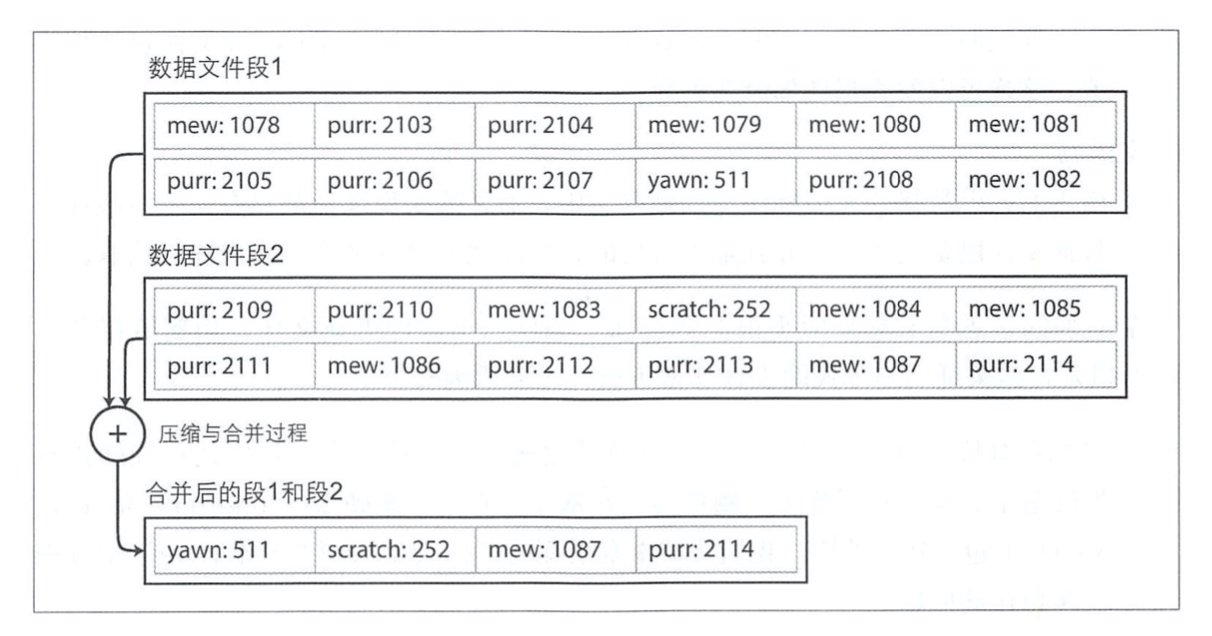 数据文件段1
mew: 1078 purr: 2103 purr: 2104 mew: 1079 mew: 1080 mew: 1081
purr: 2105 purr: 2106 purr: 2107 yawn: 511 purr: 2108 mew: 1082
数据文件段2
purr: 2109 purr: 2110 mew: 1083 scratch: 252 mew: 1084 mew: 1085
purr: 2111 mew: 1086 purr: 2112 purr: 2113 mew: 1087 purr: 2114
+ 压缩与合并过程
合并后的段1和段2
yawn: 511 scratch: 252 mew: 1087 purr: 2114